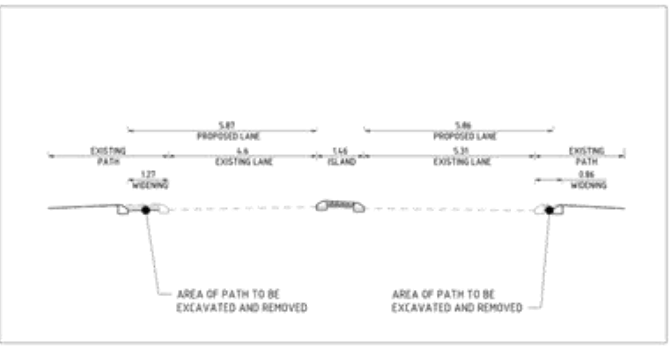 5.87
PROPOSED LANE
5.86
PROPOSED LANE
EXISTING
PATH
4.6
EXISTING LANE
1.46
ISLAND
5.31
EXISTING LANE
EXISTING
PATH
1.27
WIDENING
0.86
WIDENING
AREA OF PATH TO BE
EXCAVATED AND REMOVED
AREA OF PATH TO BE
EXCAVATED AND REMOVED